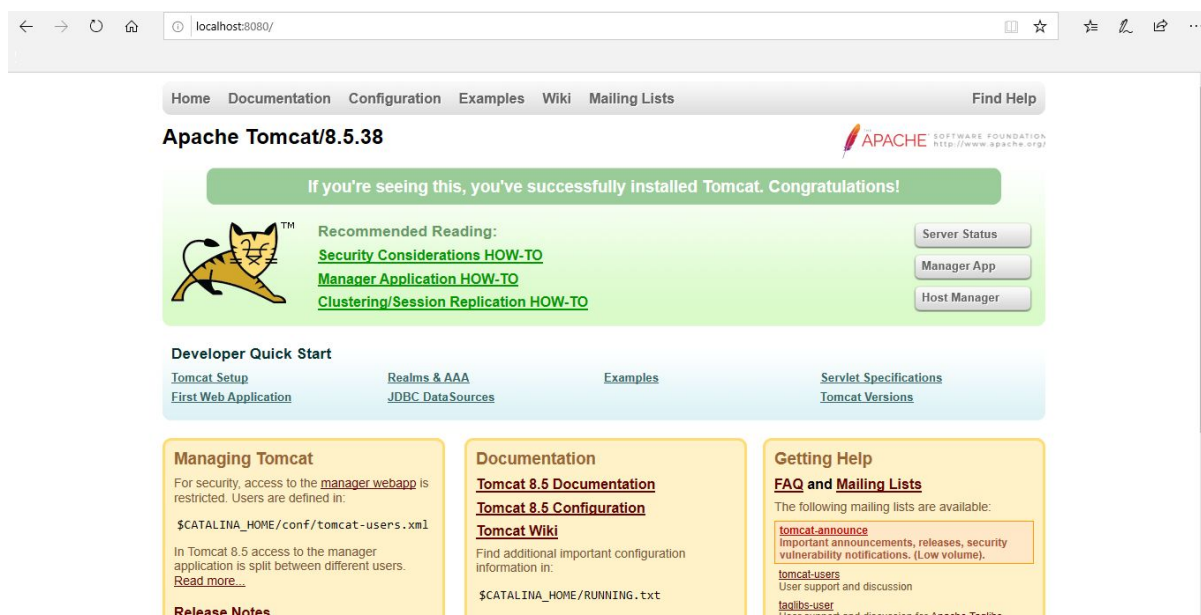 localhost:8080/
Home Documentation Configuration Examples Wiki Mailing Lists Find Help
Apache Tomcat/8.5.38
THE APACHE SOFTWARE FOUNDATION
http://www.apache.org/
If you're seeing this, you've successfully installed Tomcat. Congratulations!
TM
Recommended Reading:
Security Considerations HOW-TO
Manager Application HOW-TO
Clustering/Session Replication HOW-TO
Server Status
Manager App
Host Manager
Developer Quick Start
Tomcat Setup
First Web Application
Realms & AAA
JDBC DataSources
Examples
Servlet Specifications
Tomcat Versions
Managing Tomcat
For security, access to the manager webapp is
restricted. Users are defined in:
$CATALINA_HOME/conf/tomcat-users.xml
In Tomcat 8.5 access to the manager
application is split between different users.
Read more...
Release Notes
Documentation
Tomcat 8.5 Documentation
Tomcat 8.5 Configuration
Tomcat Wiki
Find additional important configuration
information in:
$CATALINA_HOME/RUNNING.txt
Getting Help
FAQ and Mailing Lists
The following mailing lists are available:
tomcat-announce
Important announcements, releases, security
vulnerability notifications. (Low volume).
tomcat-users
User support and discussion
taglibs-user
User support and discussion for Apache Taglibs